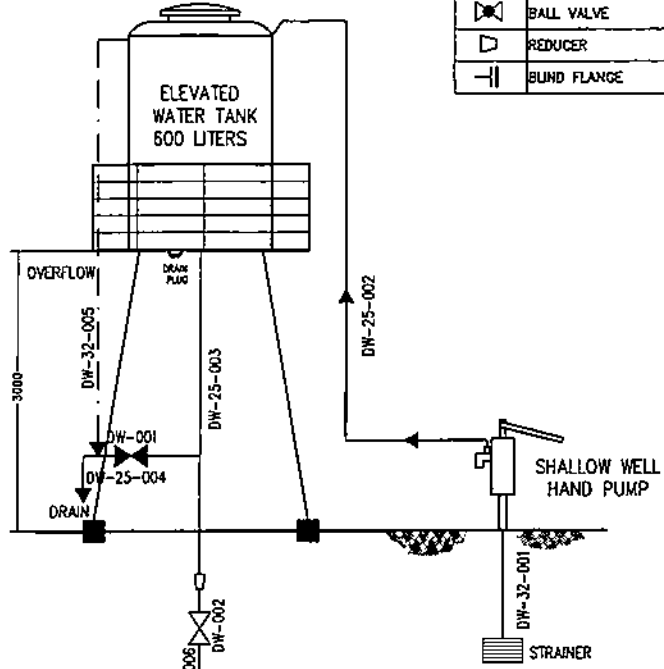 BALL VALVE
REDUCER
BLIND FLANGE
ELEVATED
WATER TANK
600 LITERS
OVERFLOW
DRAIN
PLUG
3000
DW-32-005
DW-25-003
DW-25-002
DW-001
DW-25-004
DRAIN
SHALLOW WELL
HAND PUMP
DW-32-001
DW-002
STRAINER